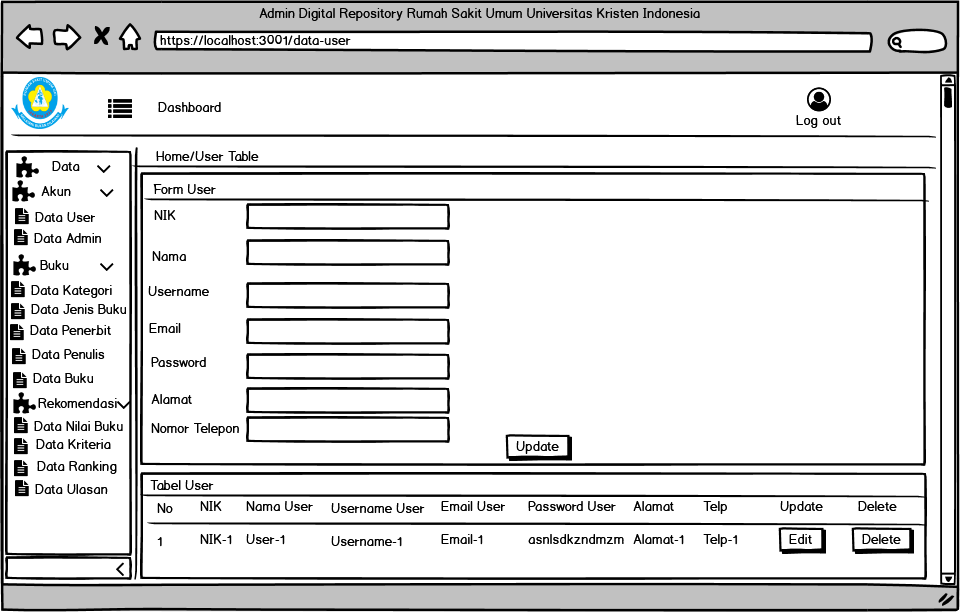 Admin Digital Repository Rumah Sakit Umum Universitas Kristen Indonesia
https://localhost:3001/data-user
Dashboard
Log out
Data
Akun
Data User
Data Admin
Buku
Data Kategori
Data Jenis Buku
Data Penerbit
Data Penulis
Data Buku
Rekomendasi
Data Nilai Buku
Data Kriteria
Data Ranking
Data Ulasan
Home/User Table
Form User
NIK
Nama
Username
Email
Password
Alamat
Nomor Telepon
Update
Tabel User
No NIK Nama User Username User Email User Password User Alamat Telp Update Delete
1 NIK-1 User-1 Username-1 Email-1 asnlsdkzndmzm Alamat-1 Telp-1 Edit Delete